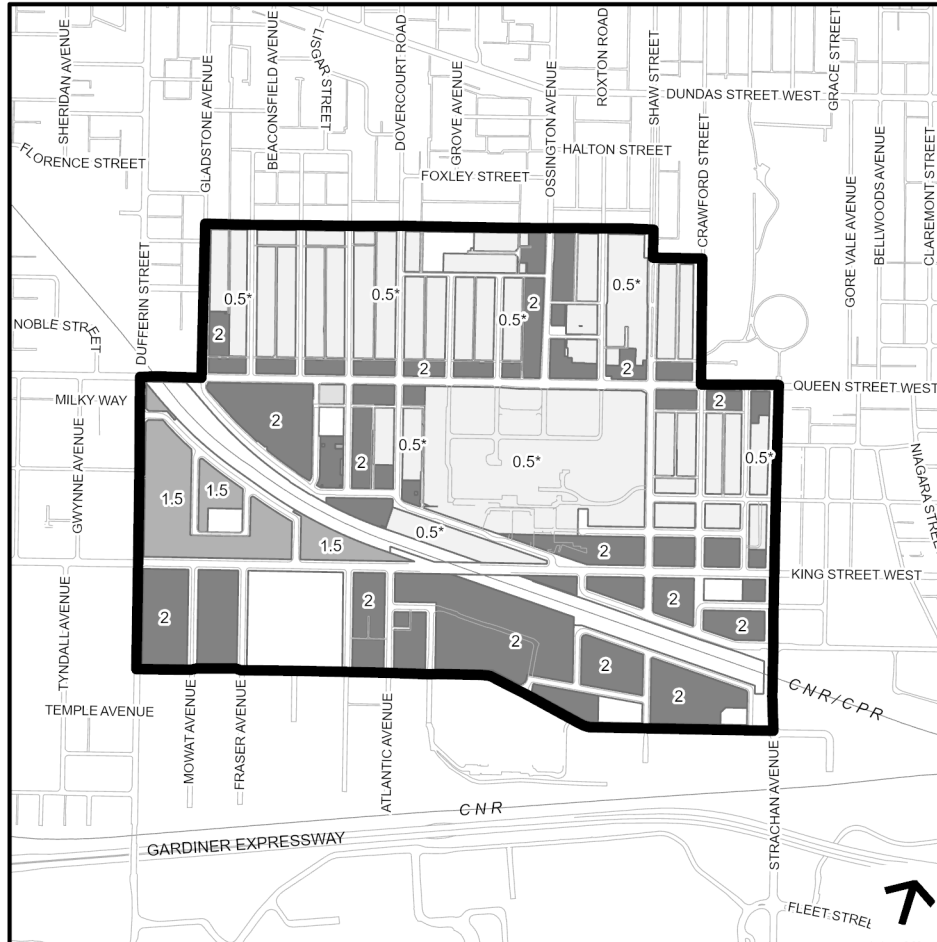 SHERIDAN AVENUE
GLADSTONE AVENUE
BEACONSFIELD AVENUE
LISGAR STREET
DOVERCOURT ROAD
GROVE AVENUE
OSSINGTON AVENUE
ROXTON ROAD
SHAW STREET
CRAWFORD STREET
GRACE STREET
DUNDAS STREET WEST
FLORENCE STREET
HALTON STREET
FOXLEY STREET
GORE VALE AVENUE
BELLWOODS AVENUE
CLAREMONT STREET
DUFFERIN STREET
NOBLE STREET
0.5*
0.5*
0.5*
0.5*
2
2
2
2
MILKY WAY
QUEEN STREET WEST
2
2
2
0.5*
0.5*
0.5*
GWYNNE AVENUE
NIAGARA STREE
1.5
1.5
1.5
0.5*
2
KING STREET WEST
TYNDALL AVENUE
2
2
2
2
2
2
2
TEMPLE AVENUE
MOWAT AVENUE
FRASER AVENUE
ATLANTIC AVENUE
CNR/CPR
STRACHAN AVENUE
CNR
GARDINER EXPRESSWAY
FLEET STREE